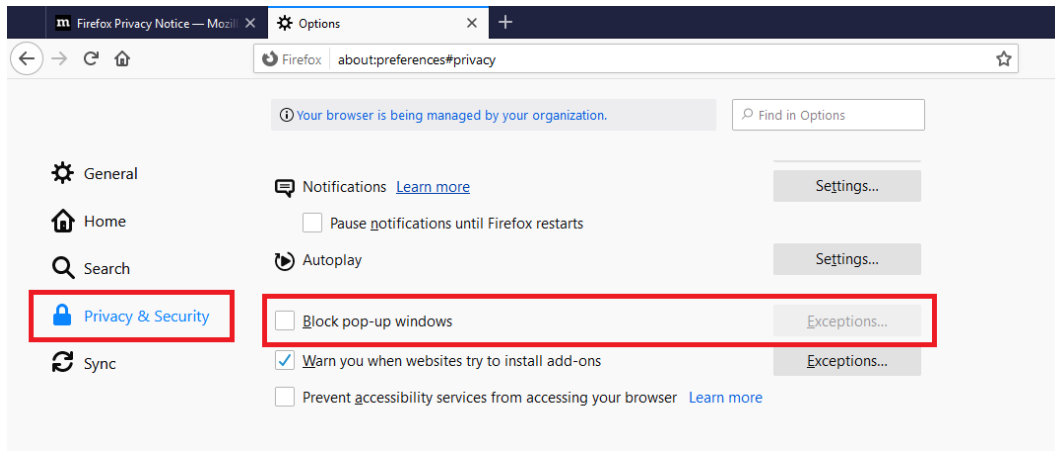 Firefox Privacy Notice — Mozil
Options
Firefox about:preferences#privacy
Your browser is being managed by your organization.
Find in Options
General
Home
Search
Privacy & Security
Sync
Notifications Learn more
Settings...
Pause notifications until Firefox restarts
Autoplay
Settings...
Block pop-up windows
Exceptions...
Warn you when websites try to install add-ons
Exceptions...
Prevent accessibility services from accessing your browser Learn more